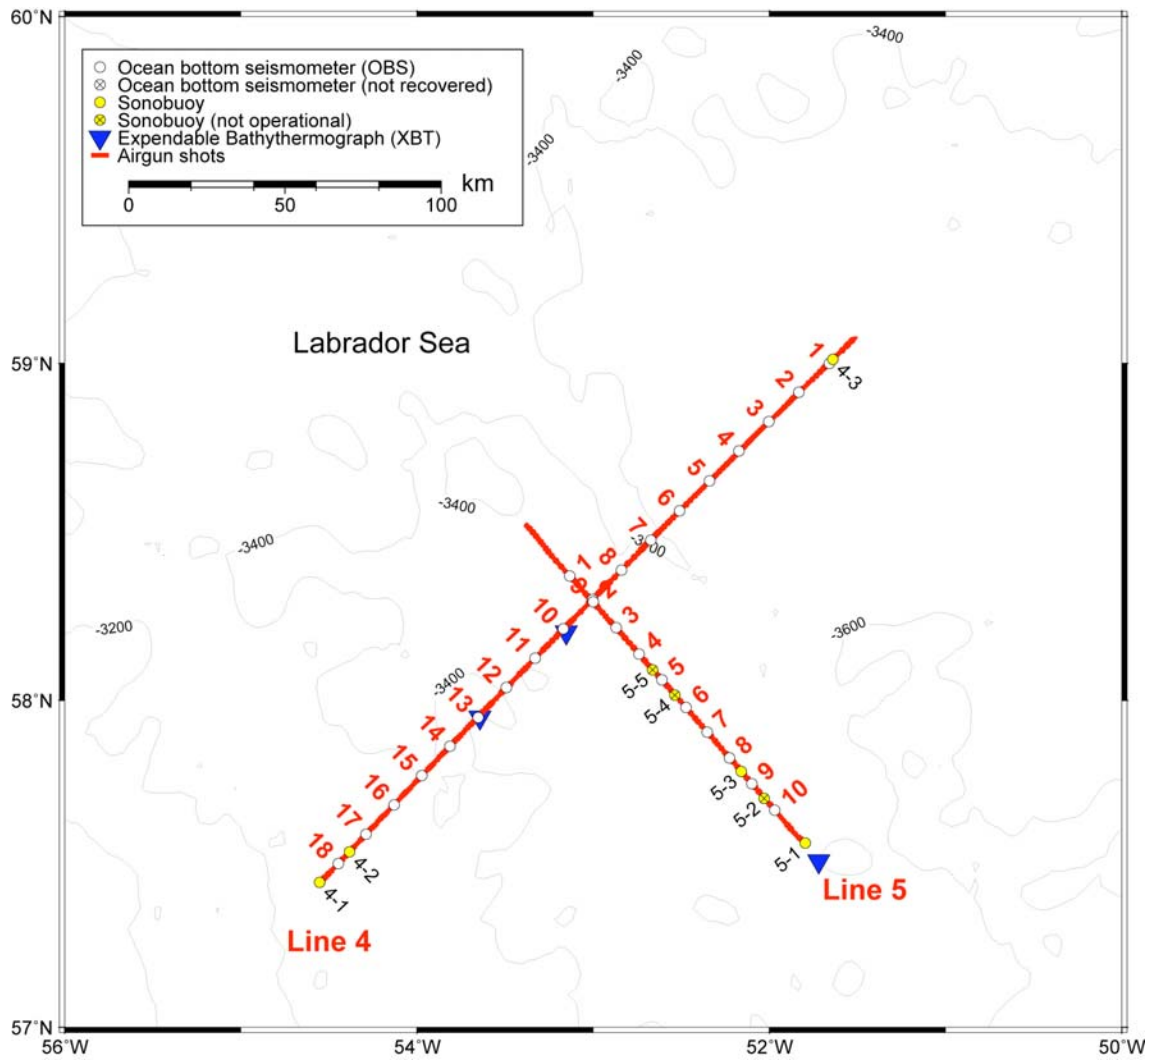 60°N
-3400
-3400
Ocean bottom seismometer (OBS)
Ocean bottom seismometer (not recovered)
Sonobuoy
Sonobuoy (not operational)
Expendable Bathythermograph (XBT)
Airgun shots
km
0 50 100
-3400
Labrador Sea
59°N
1
4-3
2
3
4
5
6
7
8
9
10
11
12
13
14
15
16
17
18
4-2
4-1
Line 4
-3400
-3400
-3200
-3400
-3600
1
2
3
4
5-5
5
5-4
6
7
8
5-3
9
5-2
10
5-1
Line 5
58°N
57°N
56°W 54°W 52°W 50°W